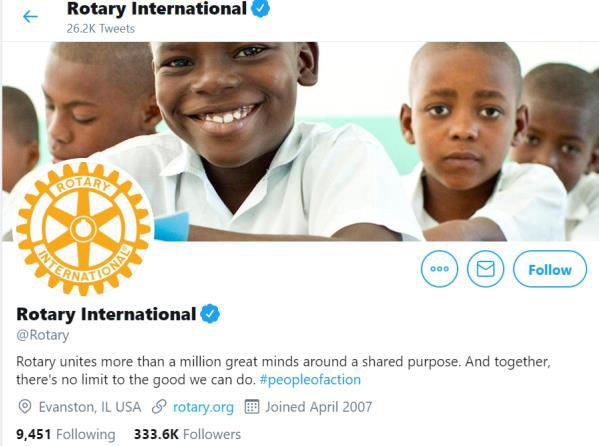 Rotary International
26.2K Tweets
ROTARY
INTERNATIONAL
Follow
Rotary International
@Rotary
Rotary unites more than a million great minds around a shared purpose. And together,
there's no limit to the good we can do. #peopleofaction
Evanston, IL USA rotary.org Joined April 2007
9,451 Following 333.6K Followers